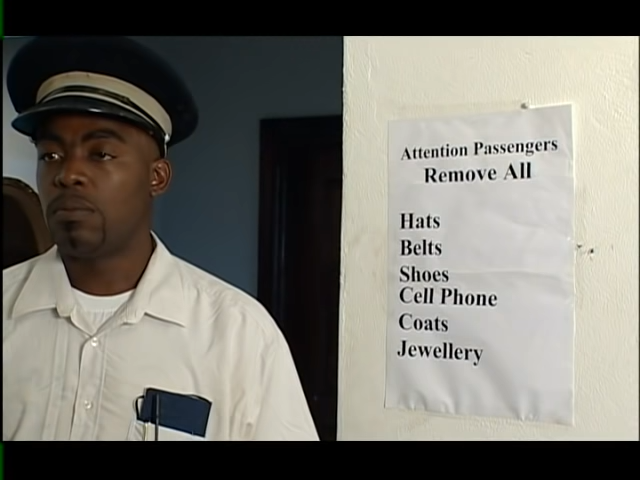 Attention Passengers
Remove All
Hats
Belts
Shoes
Cell Phone
Coats
Jewellery